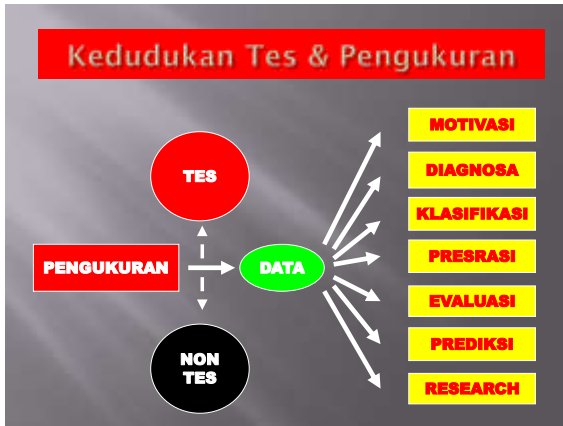 Kedudukan Tes & Pengukuran
MOTIVASI
TES
DIAGNOSA
KLASIFIKASI
PENGUKURAN
DATA
PRESRASI
EVALUASI
NON
TES
PREDIKSI
RESEARCH